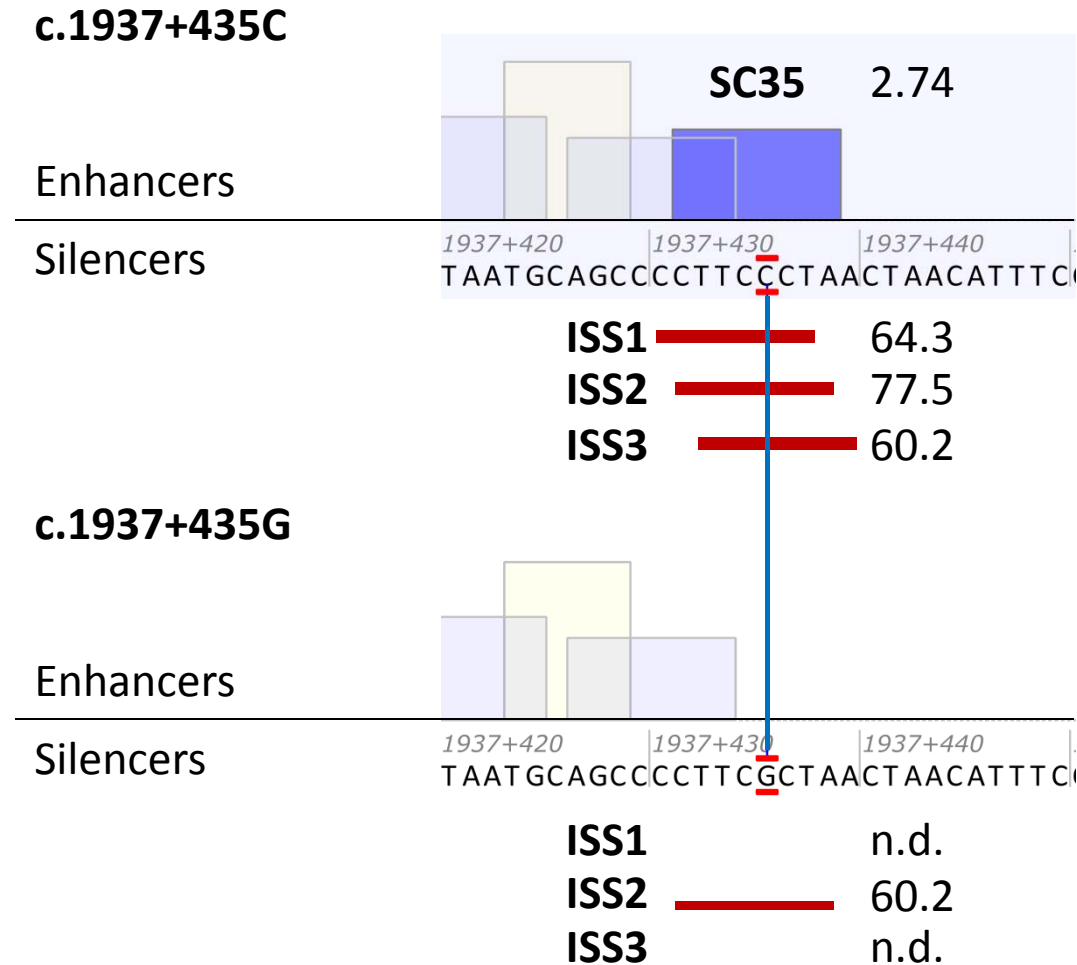 c.1937+435C
SC35 2.74
Enhancers
Silencers
1937+420 1937+430 1937+440
TAATGCAGCCCCTTCCCTAACTAACATTTC
ISS1 64.3
ISS2 77.5
ISS3 60.2
c.1937+435G
Enhancers
Silencers
1937+420 1937+430 1937+440
TAATGCAGCCCCTTCGCTAACTAACATTTC
ISS1 n.d.
ISS2 60.2
ISS3 n.d.